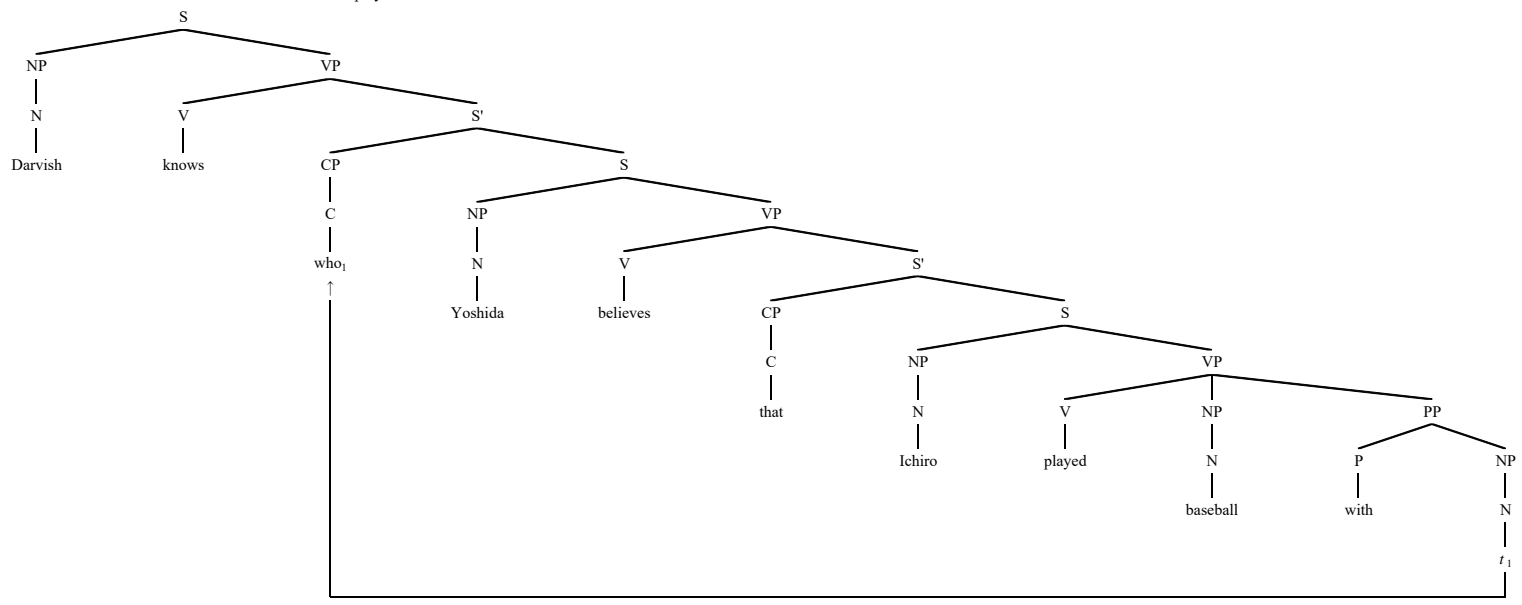 S
NP VP
N V S'
Darvish knows CP S
C NP VP
who₁ N V S'
↑ Yoshida believes CP S
C NP VP
that N V NP PP
Ichiro played N P NP
baseball with N
t ₁